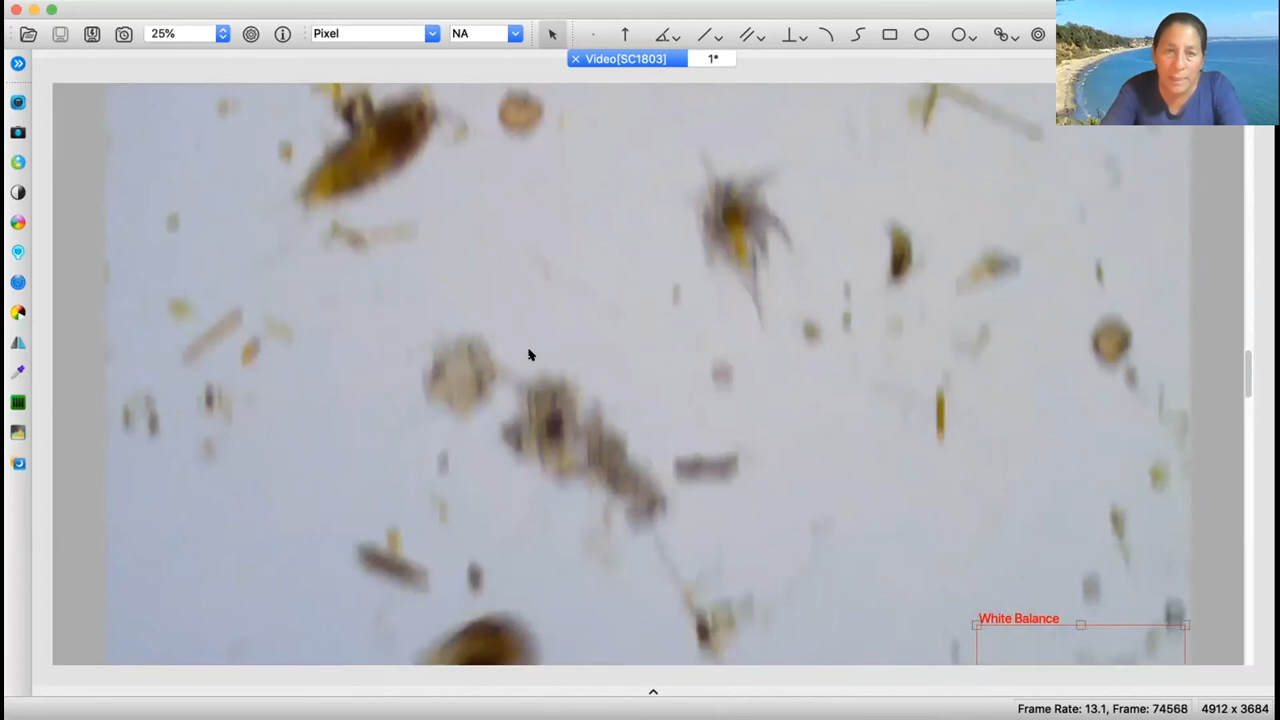 25%
Pixel
NA
Video[SC1803]
1*
White Balance
Frame Rate: 13.1, Frame: 74568
4912 x 3684